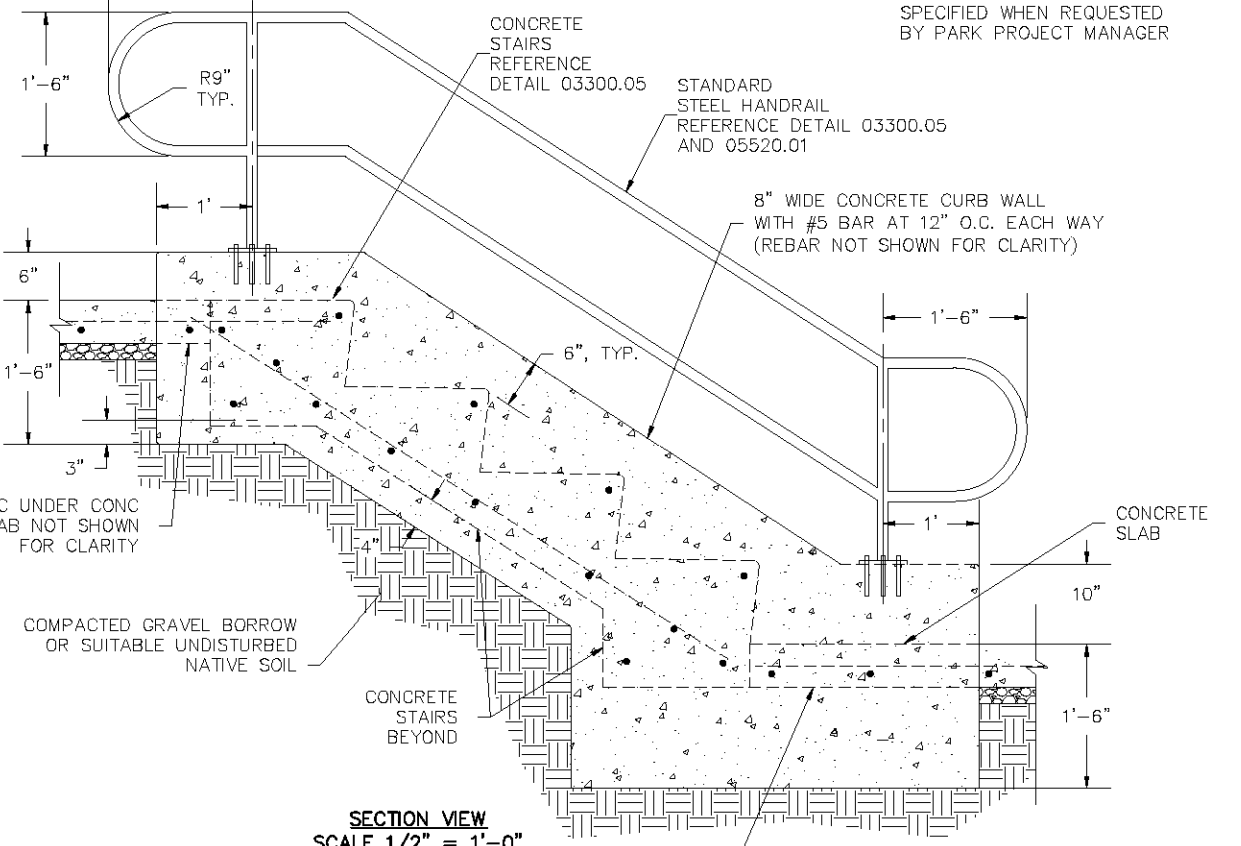 SPECIFIED WHEN REQUESTED
BY PARK PROJECT MANAGER
CONCRETE
STAIRS
REFERENCE
DETAIL 03300.05
1'-6"
R9"
TYP.
STANDARD
STEEL HANDRAIL
REFERENCE DETAIL 03300.05
AND 05520.01
8" WIDE CONCRETE CURB WALL
WITH #5 BAR AT 12" O.C. EACH WAY
(REBAR NOT SHOWN FOR CLARITY)
1'
6"
1'-6"
6", TYP.
1'-6"
3"
C UNDER CONC
AB NOT SHOWN
FOR CLARITY
4"
1'
CONCRETE
SLAB
10"
COMPACTED GRAVEL BORROW
OR SUITABLE UNDISTURBED
NATIVE SOIL
CONCRETE
STAIRS
BEYOND
1'-6"
SECTION VIEW
SCALE 1/2" = 1'-0"